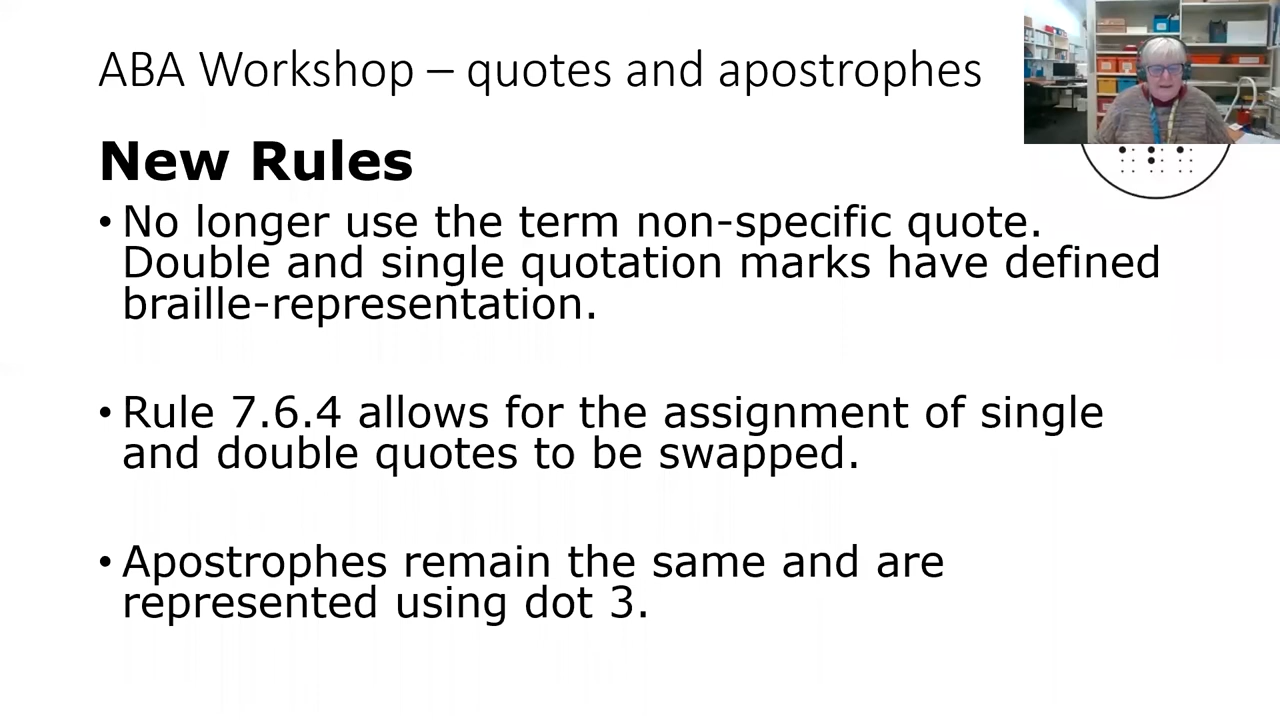 ABA Workshop – quotes and apostrophes
New Rules
• No longer use the term non-specific quote.
Double and single quotation marks have defined
braille-representation.
• Rule 7.6.4 allows for the assignment of single
and double quotes to be swapped.
• Apostrophes remain the same and are
represented using dot 3.